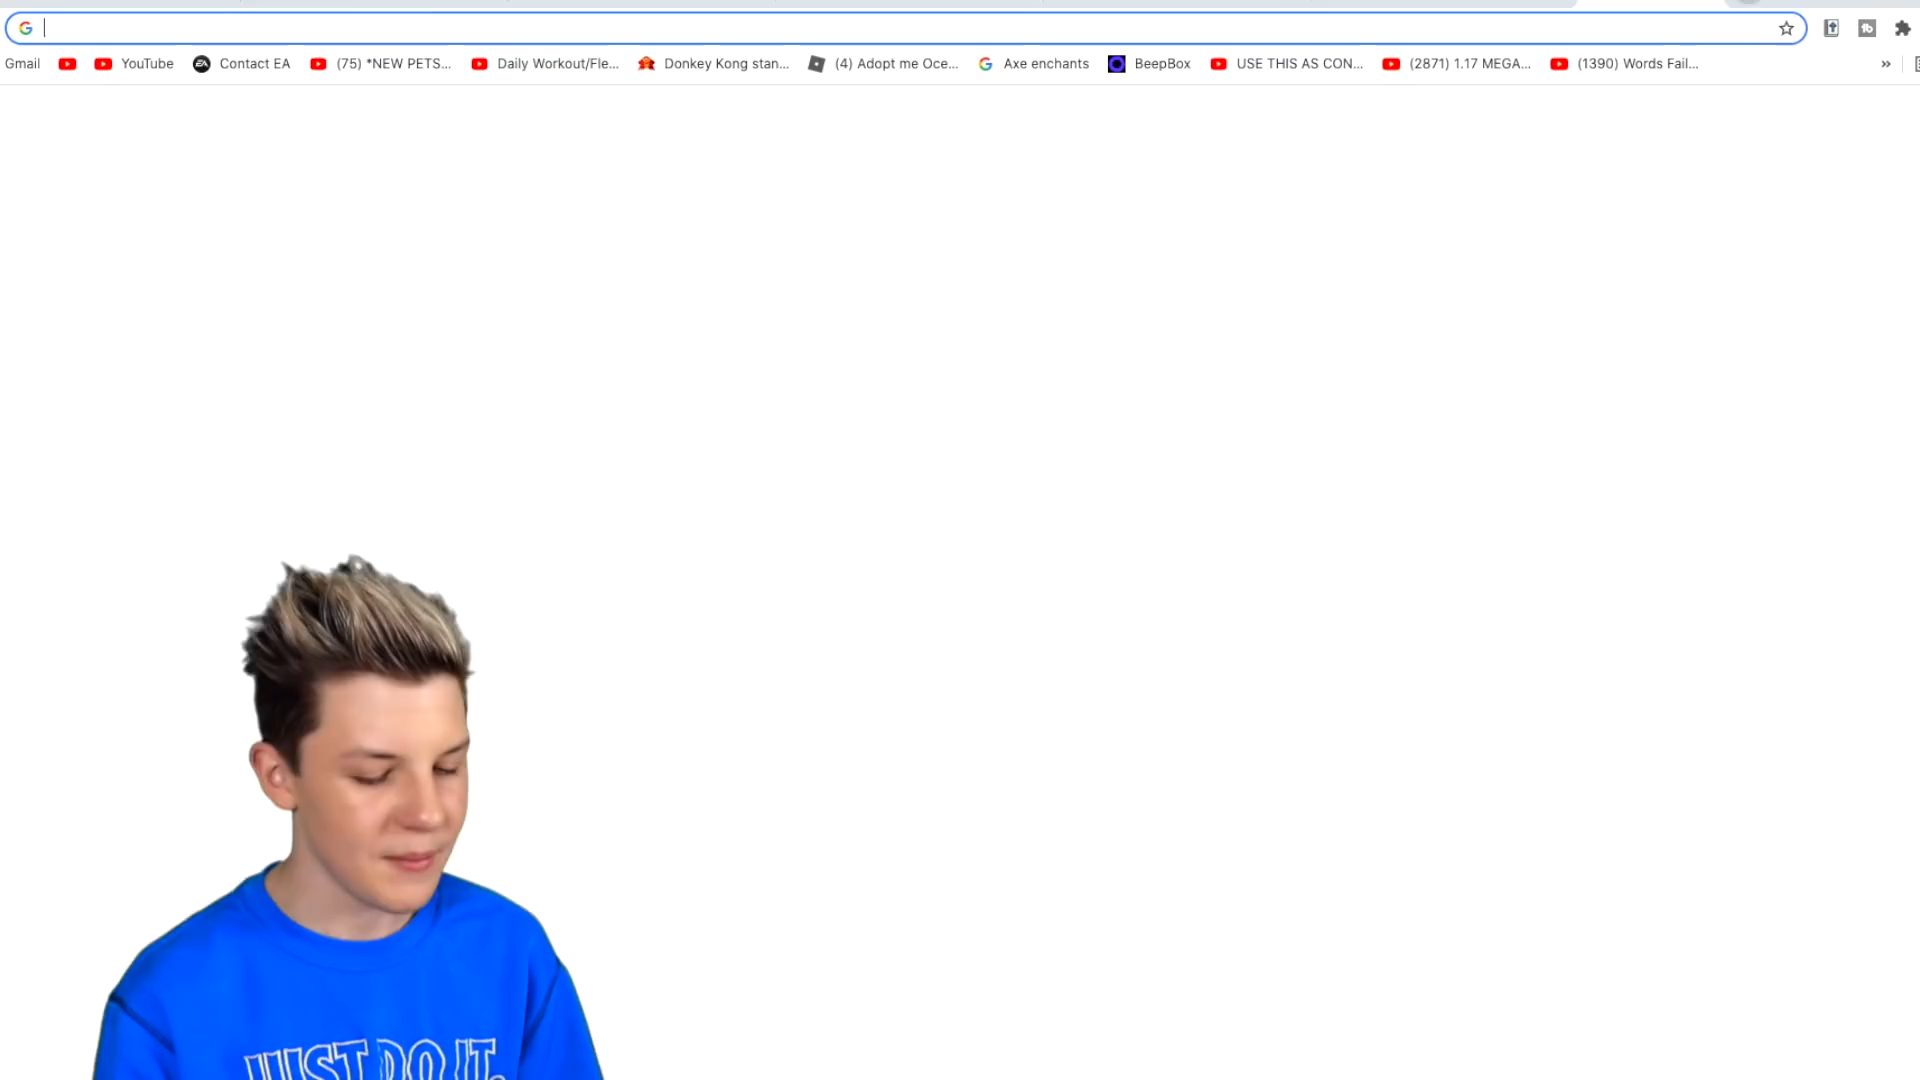 Gmail
YouTube
Contact EA
(75) *NEW PETS...
Daily Workout/Fle...
Donkey Kong stan...
(4) Adopt me Oce...
Axe enchants
BeepBox
USE THIS AS CON...
(2871) 1.17 MEGA...
(1390) Words Fail...
»
JUST DO IT.